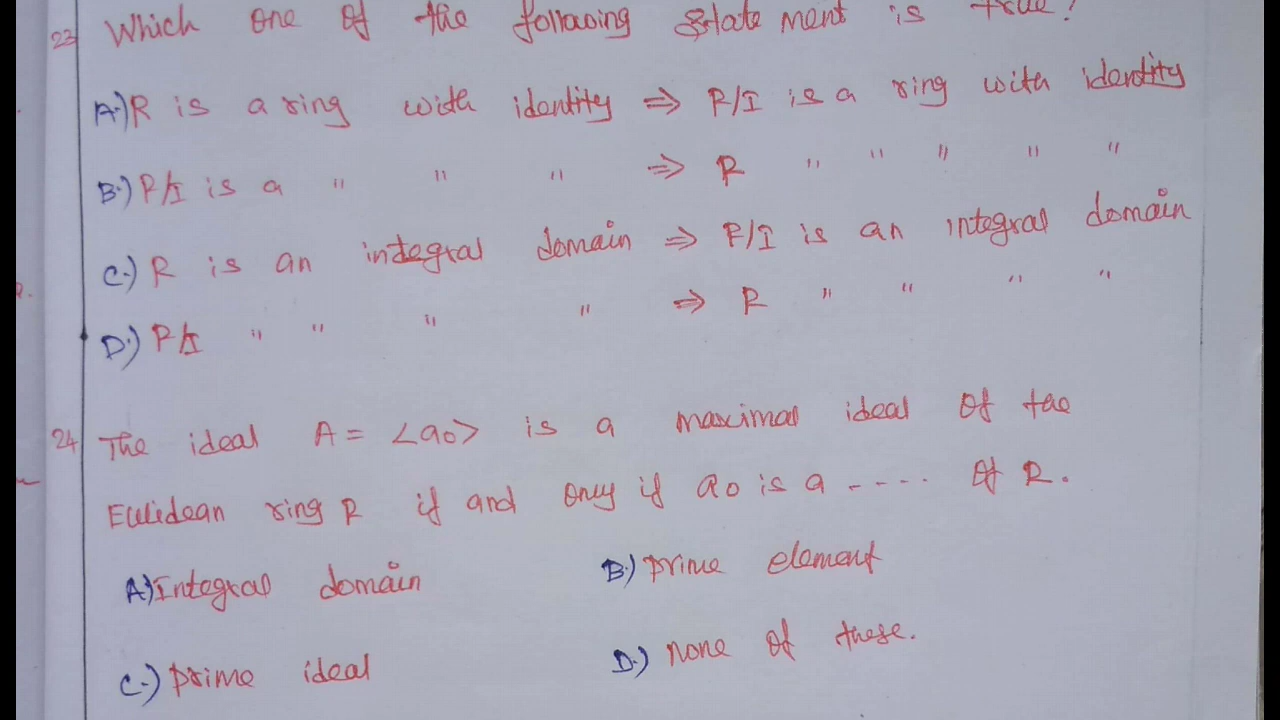 23 Which one of the following Statement is true?
A.) R is a ring with identity ⇒ R/I is a ring with identity
B.) R/I is a " " " ⇒ R " " " " "
C.) R is an integral domain ⇒ R/I is an integral domain
D.) R/I " " " " ⇒ R " " " "
24 The ideal A = <a0> is a maximal ideal of the
Euclidean ring R if and only if a0 is a ---- of R.
A) Integral domain B.) prime element
C.) prime ideal D.) none of these.